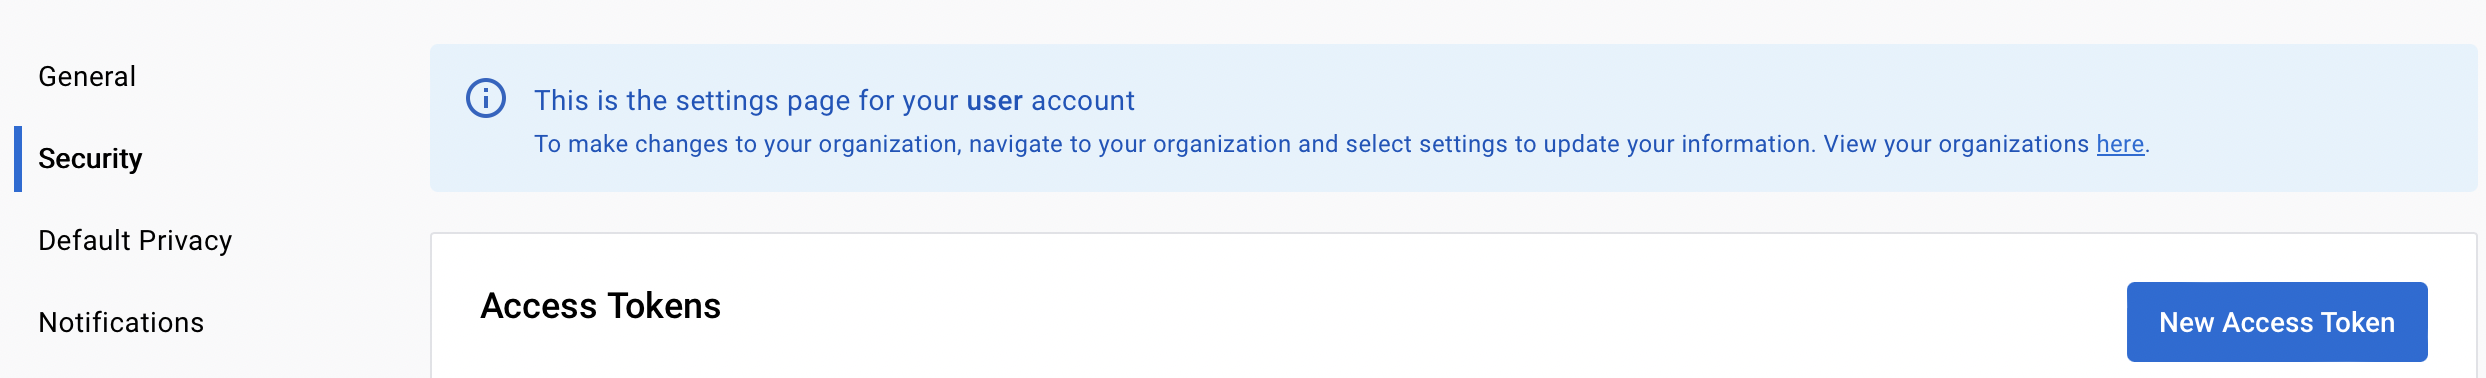 General
Security
Default Privacy
Notifications
This is the settings page for your user account
To make changes to your organization, navigate to your organization and select settings to update your information. View your organizations here.
Access Tokens
New Access Token